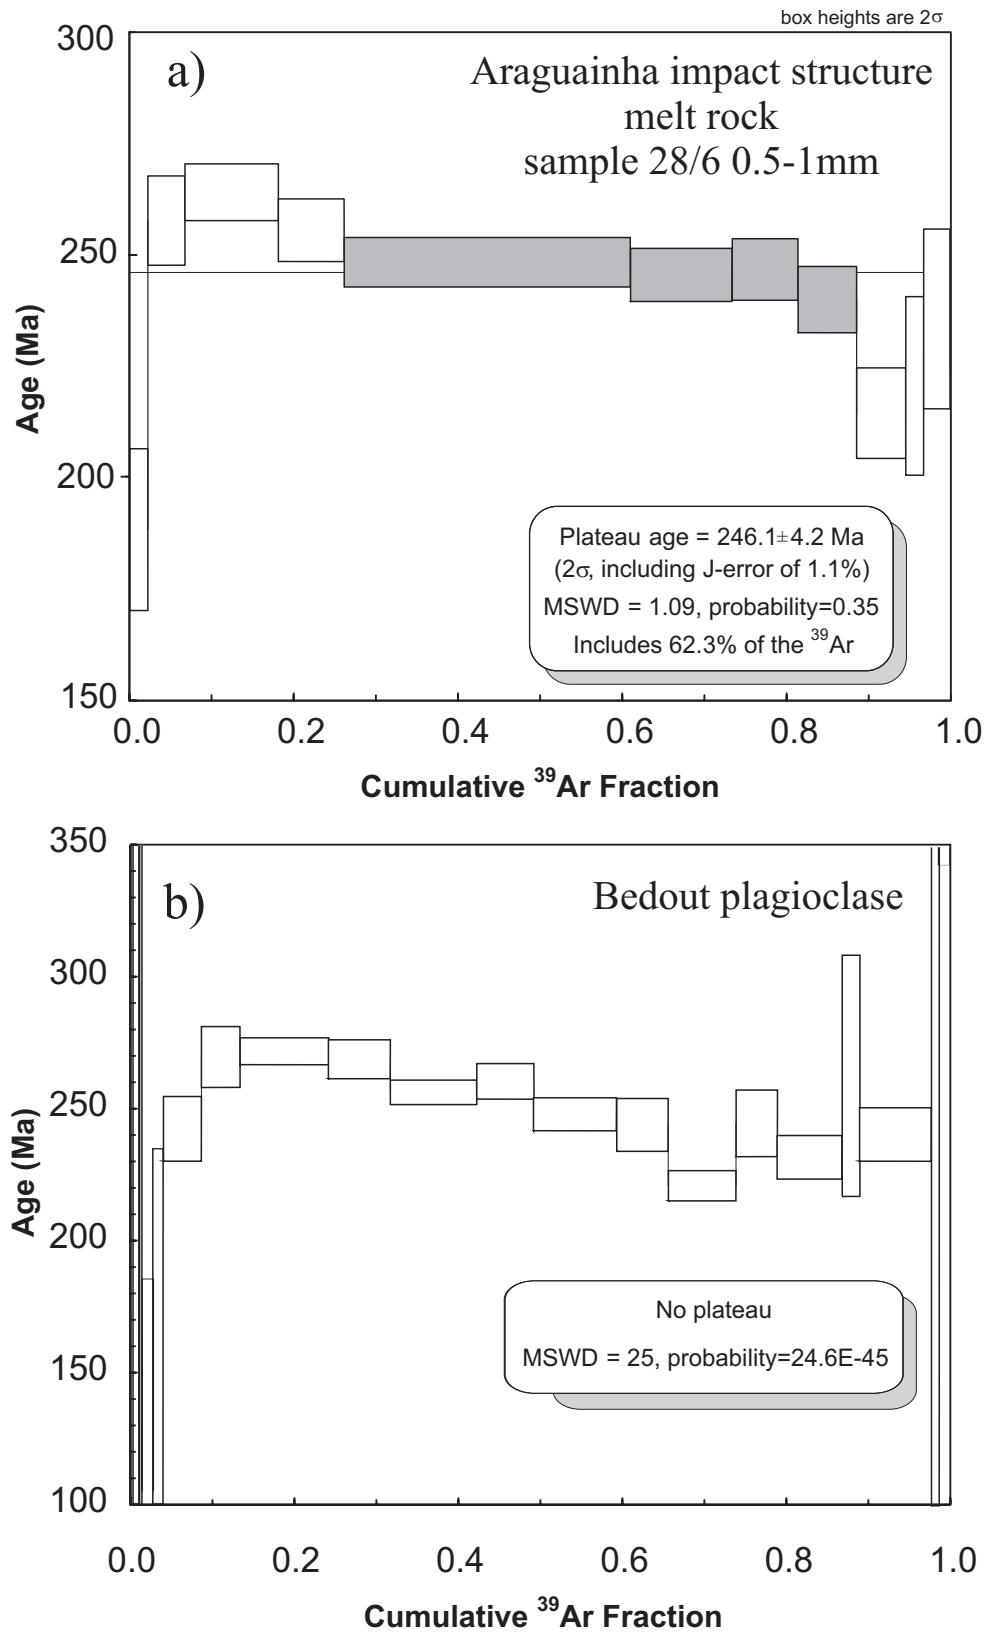 box heights are 2σ
a)
Araguainha impact structure
melt rock
sample 28/6 0.5-1mm
300
250
200
150
Age (Ma)
Plateau age = 246.1±4.2 Ma
(2σ, including J-error of 1.1%)
MSWD = 1.09, probability=0.35
Includes 62.3% of the ³⁹Ar
0.0 0.2 0.4 0.6 0.8 1.0
Cumulative ³⁹Ar Fraction
b)
Bedout plagioclase
350
300
250
200
150
100
Age (Ma)
No plateau
MSWD = 25, probability=24.6E-45
0.0 0.2 0.4 0.6 0.8 1.0
Cumulative ³⁹Ar Fraction